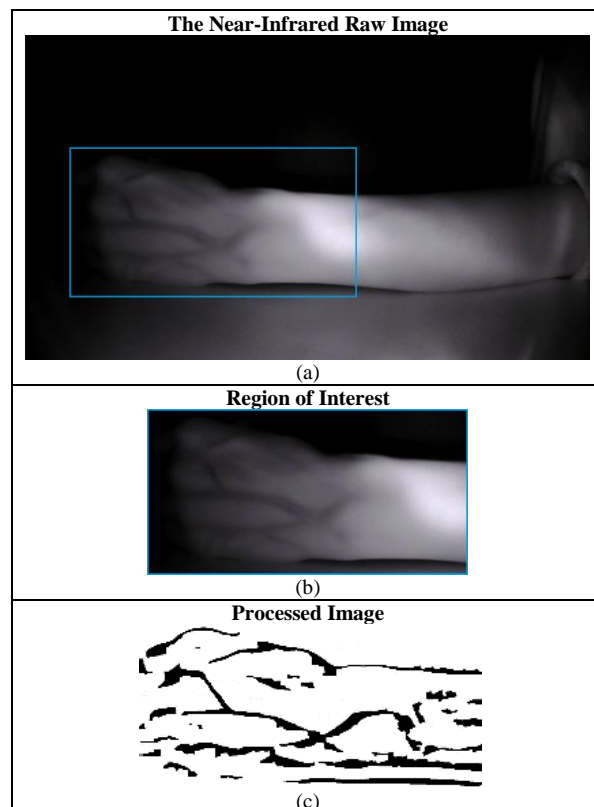 The Near-Infrared Raw Image
(a)
Region of Interest
(b)
Processed Image
(c)